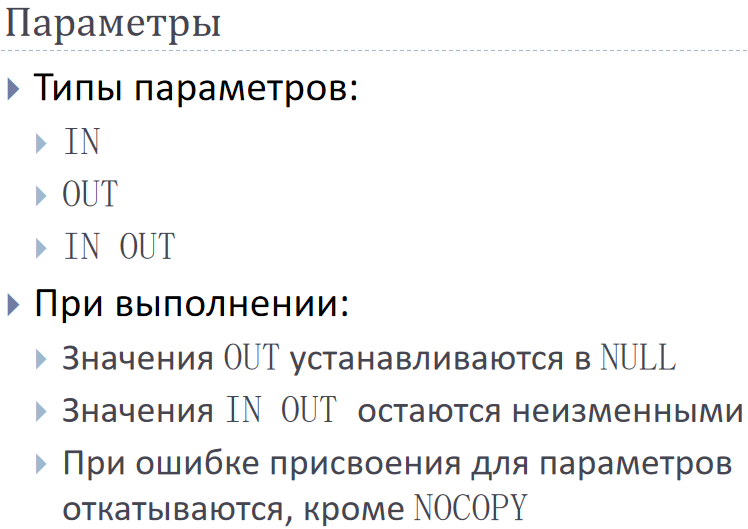 Параметры
Типы параметров:
IN
OUT
IN OUT
При выполнении:
Значения OUT устанавливаются в NULL
Значения IN OUT остаются неизменными
При ошибке присвоения для параметров
откатываются, кроме NOCOPY